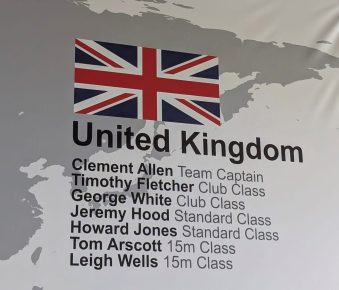 United Kingdom
Clement Allen Team Captain
Timothy Fletcher Club Class
George White Club Class
Jeremy Hood Standard Class
Howard Jones Standard Class
Tom Arscott 15m Class
Leigh Wells 15m Class